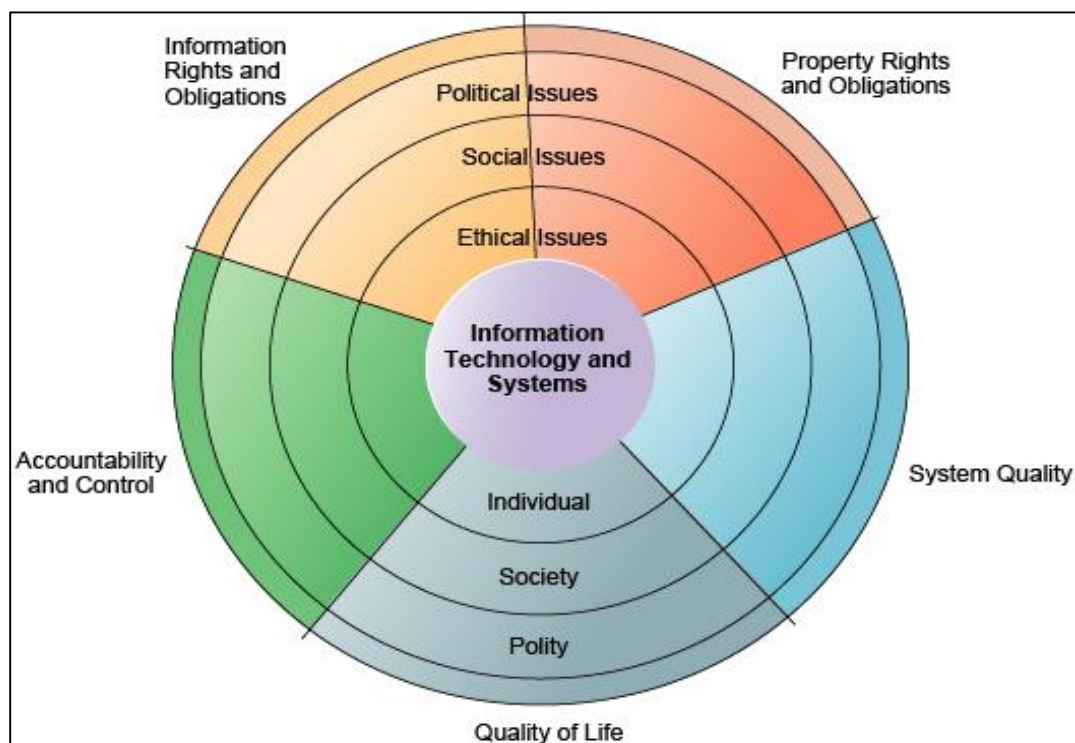 Information
Rights and
Obligations
Property Rights
and Obligations
Political Issues
Social Issues
Ethical Issues
Information
Technology and
Systems
Accountability
and Control
System Quality
Individual
Society
Polity
Quality of Life